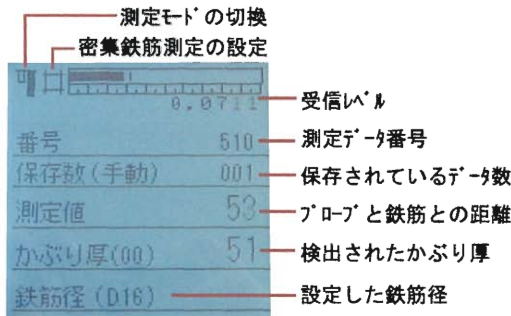 測定ﾓｰﾄﾞの切換
密集鉄筋測定の設定
受信ﾚﾍﾞﾙ
番号 510 測定ﾃﾞｰﾀ番号
保存数(手動) 001 保存されているﾃﾞｰﾀ数
測定値 53 ﾌﾟﾛｰﾌﾞと鉄筋との距離
かぶり厚(00) 51 検出されたかぶり厚
鉄筋径(D16) 設定した鉄筋径